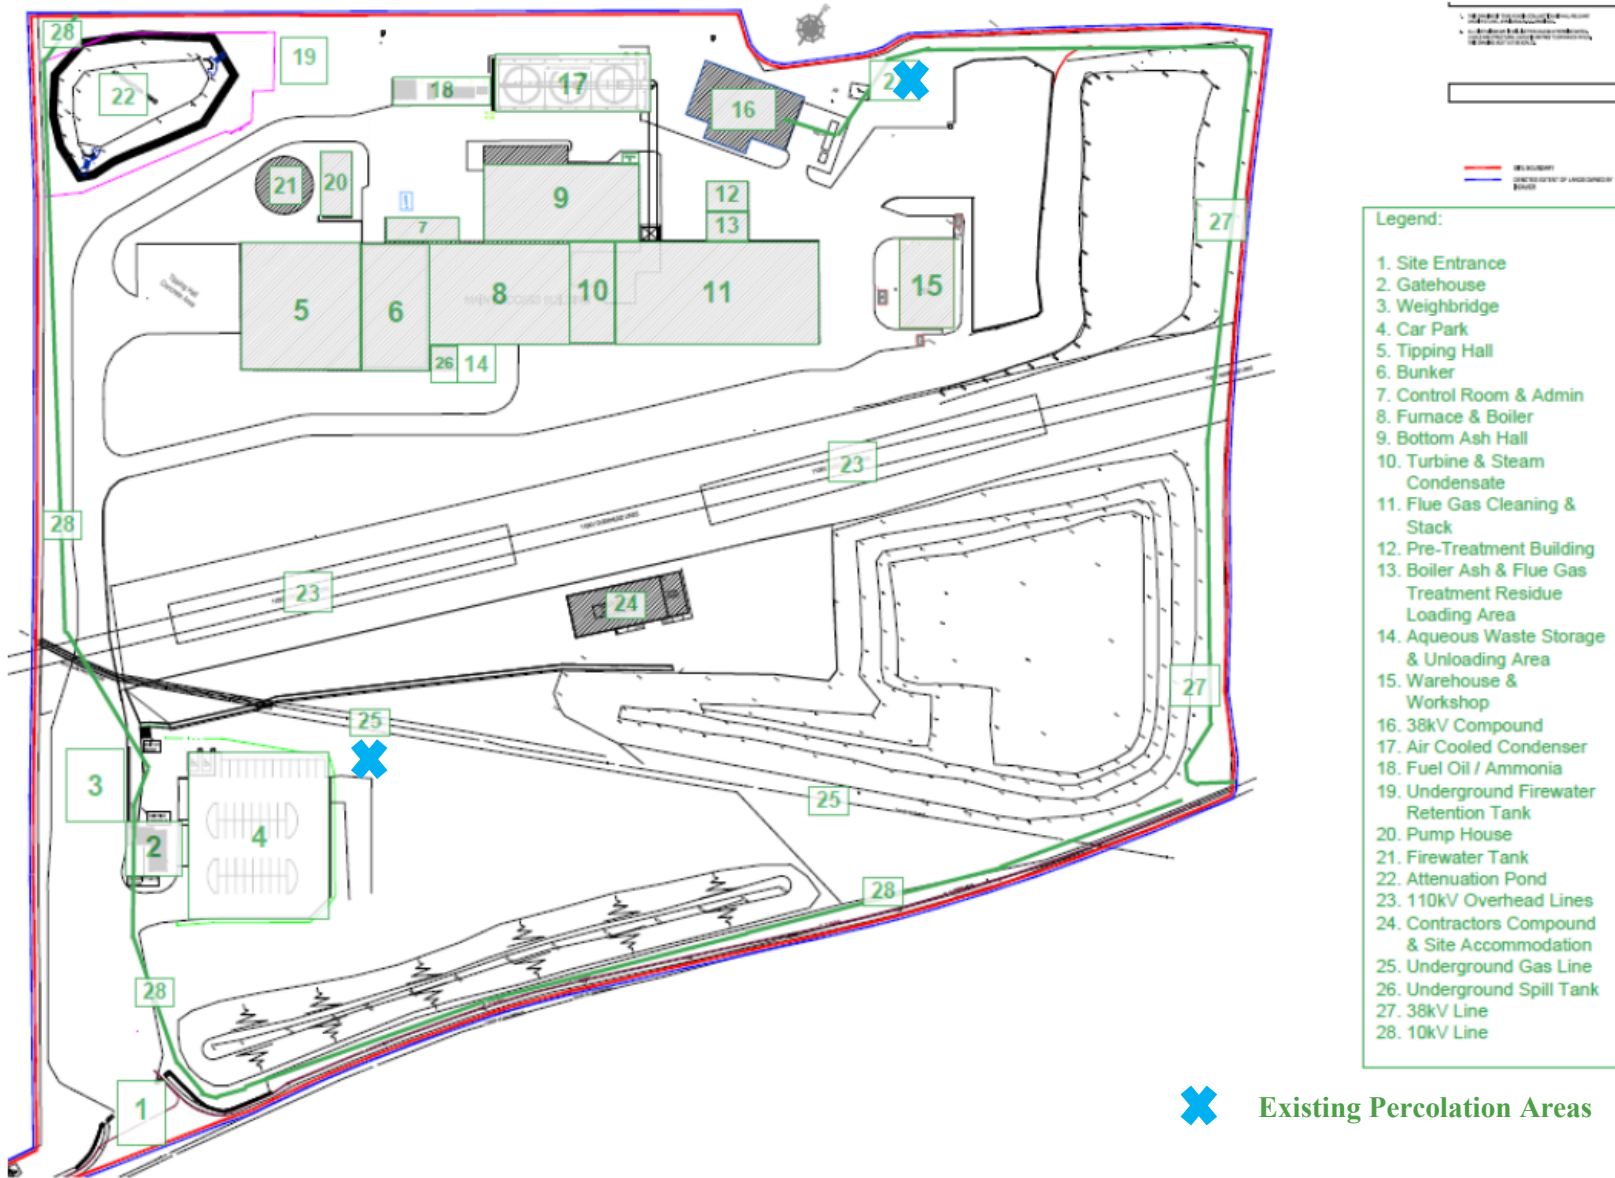 28
19
22
18
17
16
2
21
20
9
12
7
13
27
Tipping Hall
Concrete Area
5
6
8
10
11
15
26
14
23
28
23
24
27
25
3
25
2
4
28
28
1
SITE BOUNDARY
Legend:
1. Site Entrance
2. Gatehouse
3. Weighbridge
4. Car Park
5. Tipping Hall
6. Bunker
7. Control Room & Admin
8. Furnace & Boiler
9. Bottom Ash Hall
10. Turbine & Steam
Condensate
11. Flue Gas Cleaning &
Stack
12. Pre-Treatment Building
13. Boiler Ash & Flue Gas
Treatment Residue
Loading Area
14. Aqueous Waste Storage
& Unloading Area
15. Warehouse &
Workshop
16. 38kV Compound
17. Air Cooled Condenser
18. Fuel Oil / Ammonia
19. Underground Firewater
Retention Tank
20. Pump House
21. Firewater Tank
22. Attenuation Pond
23. 110kV Overhead Lines
24. Contractors Compound
& Site Accommodation
25. Underground Gas Line
26. Underground Spill Tank
27. 38kV Line
28. 10kV Line
Existing Percolation Areas